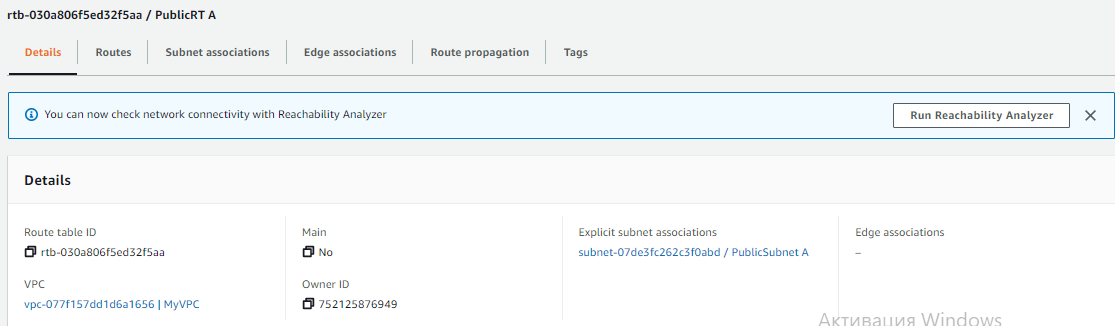 rtb-030a806f5ed32f5aa / PublicRT A
Details Routes Subnet associations Edge associations Route propagation Tags
You can now check network connectivity with Reachability Analyzer Run Reachability Analyzer
Details
Route table ID Main Explicit subnet associations Edge associations
rtb-030a806f5ed32f5aa No subnet-07de3fc262c3f0abd / PublicSubnet A –
VPC Owner ID
vpc-077f157dd1d6a1656 | MyVPC 752125876949
Активация Windows